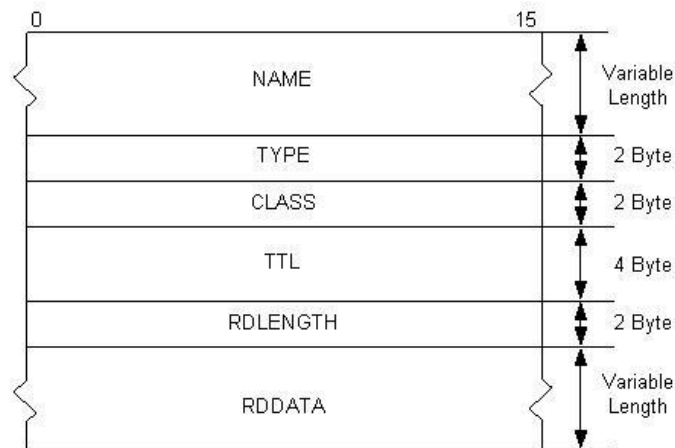 0 15
NAME
Variable
Length
TYPE
2 Byte
CLASS
2 Byte
TTL
4 Byte
RDLENGTH
2 Byte
RDDATA
Variable
Length